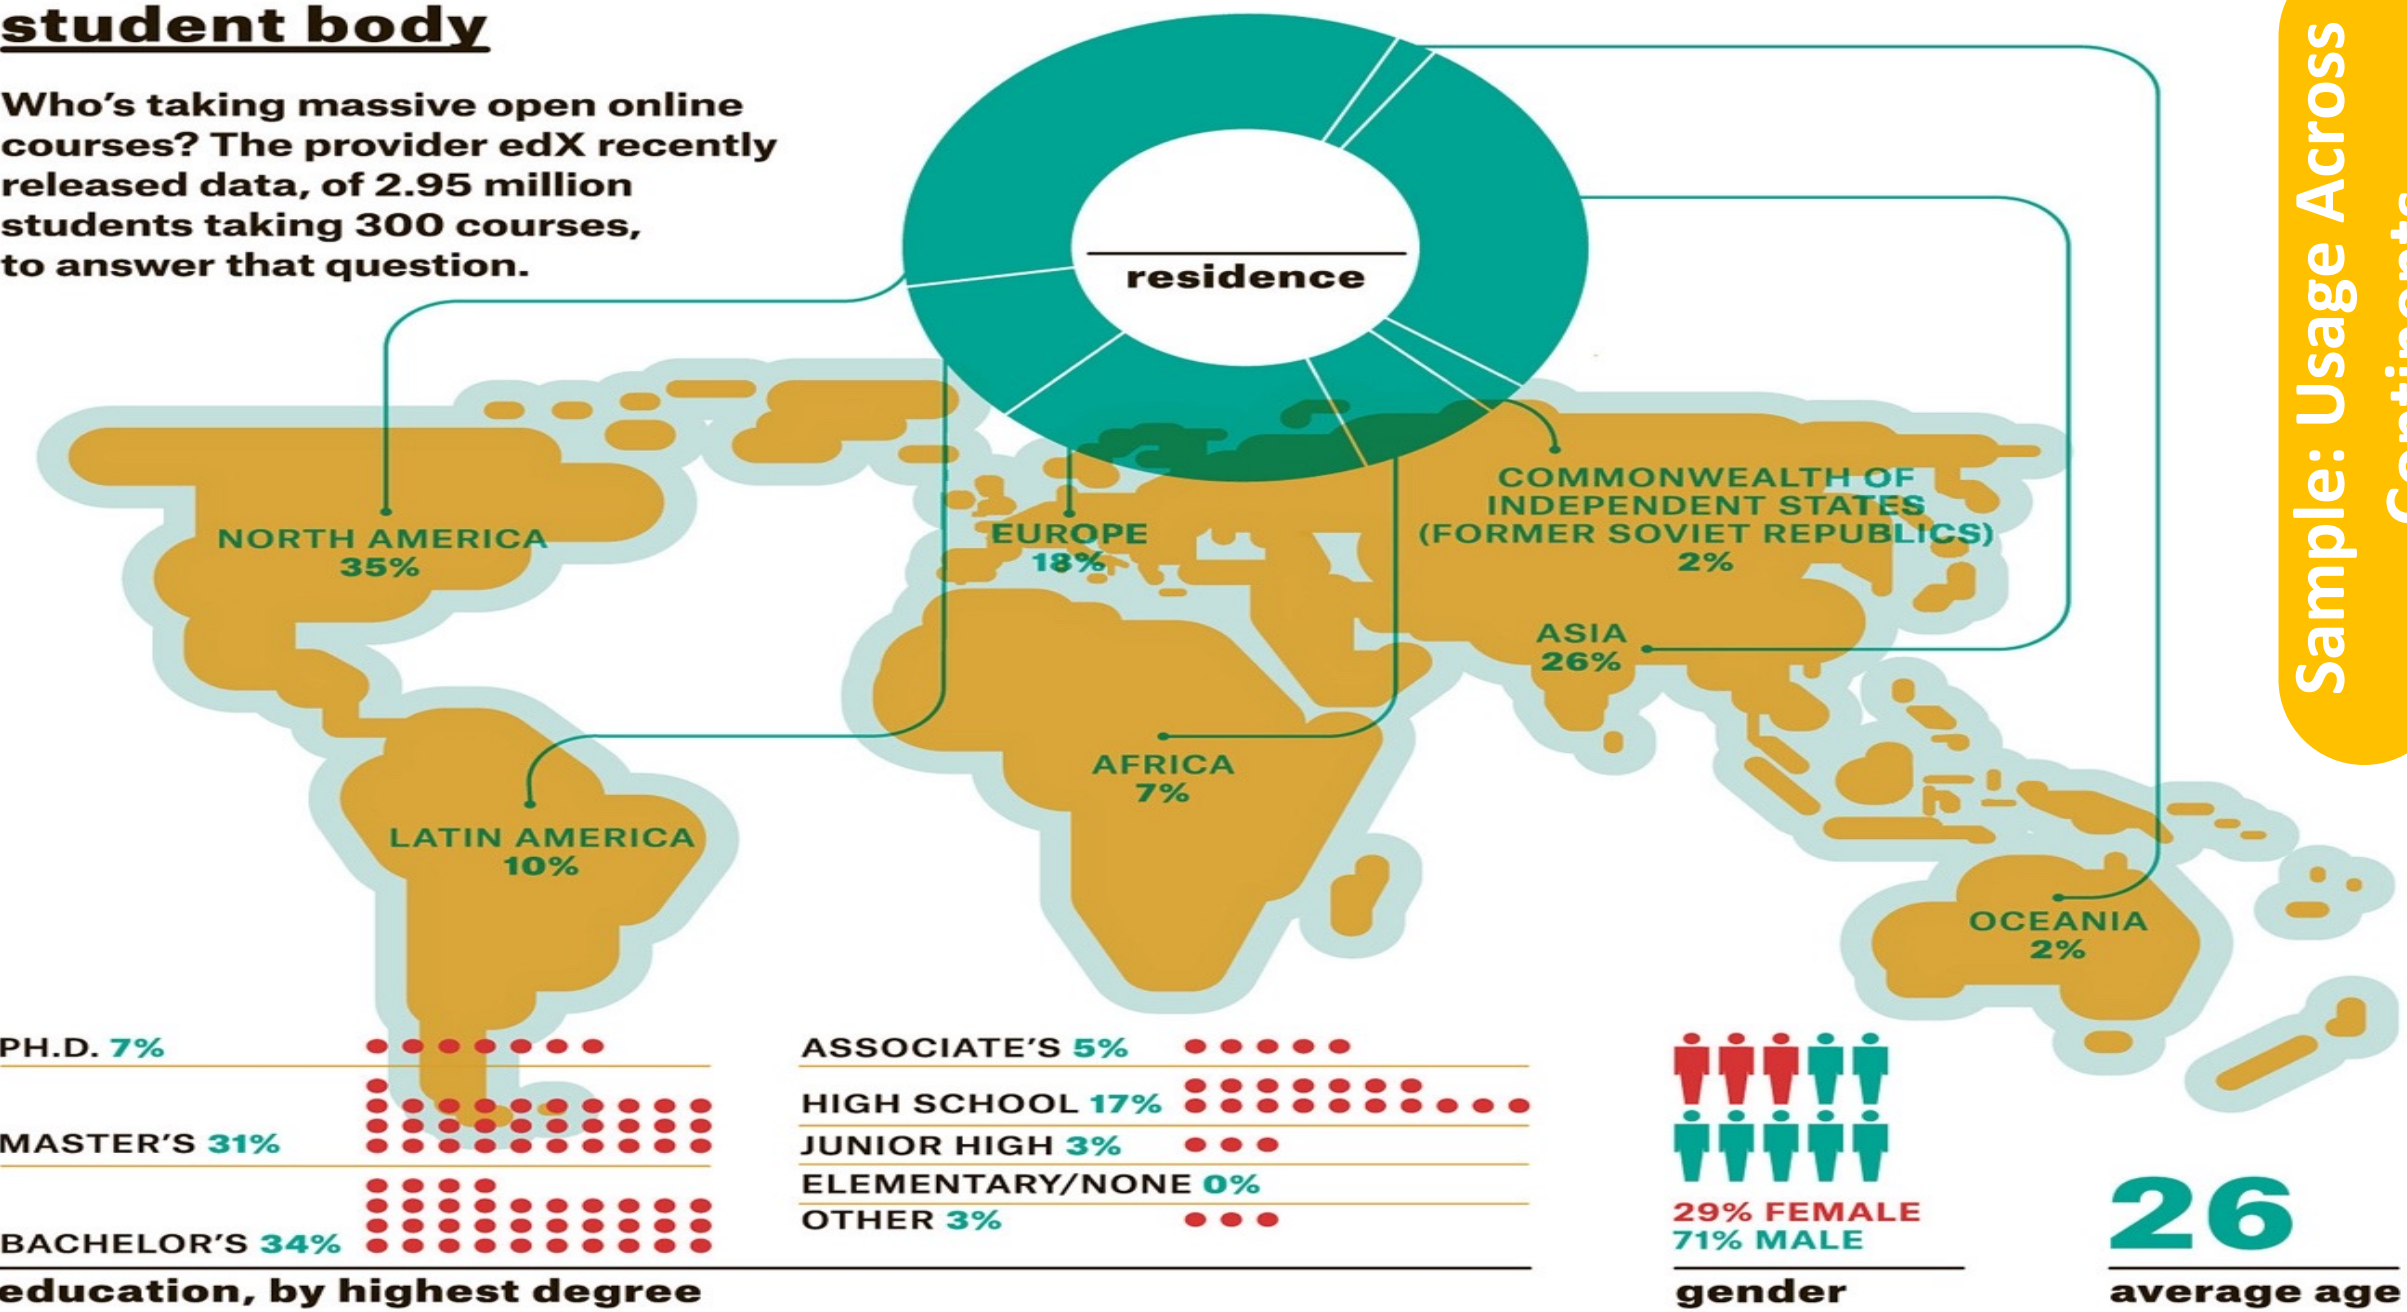 student body
Who's taking massive open online
courses? The provider edX recently
released data, of 2.95 million
students taking 300 courses,
to answer that question.
residence
NORTH AMERICA
35%
EUROPE
18%
COMMONWEALTH OF
INDEPENDENT STATES
(FORMER SOVIET REPUBLICS)
2%
ASIA
26%
AFRICA
7%
LATIN AMERICA
10%
OCEANIA
2%
PH.D. 7%
MASTER'S 31%
BACHELOR'S 34%
ASSOCIATE'S 5%
HIGH SCHOOL 17%
JUNIOR HIGH 3%
ELEMENTARY/NONE 0%
OTHER 3%
education, by highest degree
29% FEMALE
71% MALE
gender
26
average age
Sample: Usage Across